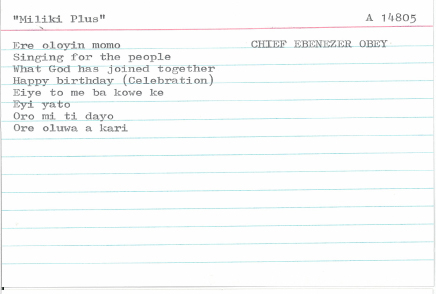 "Miliki Plus" A 14805
Ere oloyin momo CHIEF EBENEZER OBEY
Singing for the people
What God has joined together
Happy birthday (Celebration)
Eiye to me ba kowe ke
Eyi yato
Oro mi ti dayo
Ore oluwa a kari